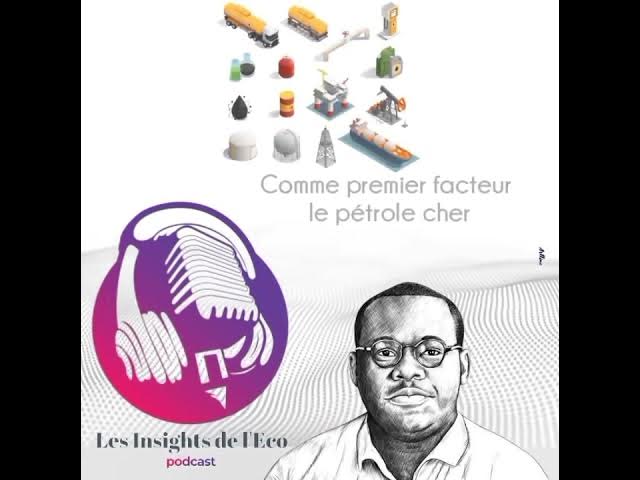 Comme premier facteur
le pétrole cher
Les Insights de l'Eco
podcast